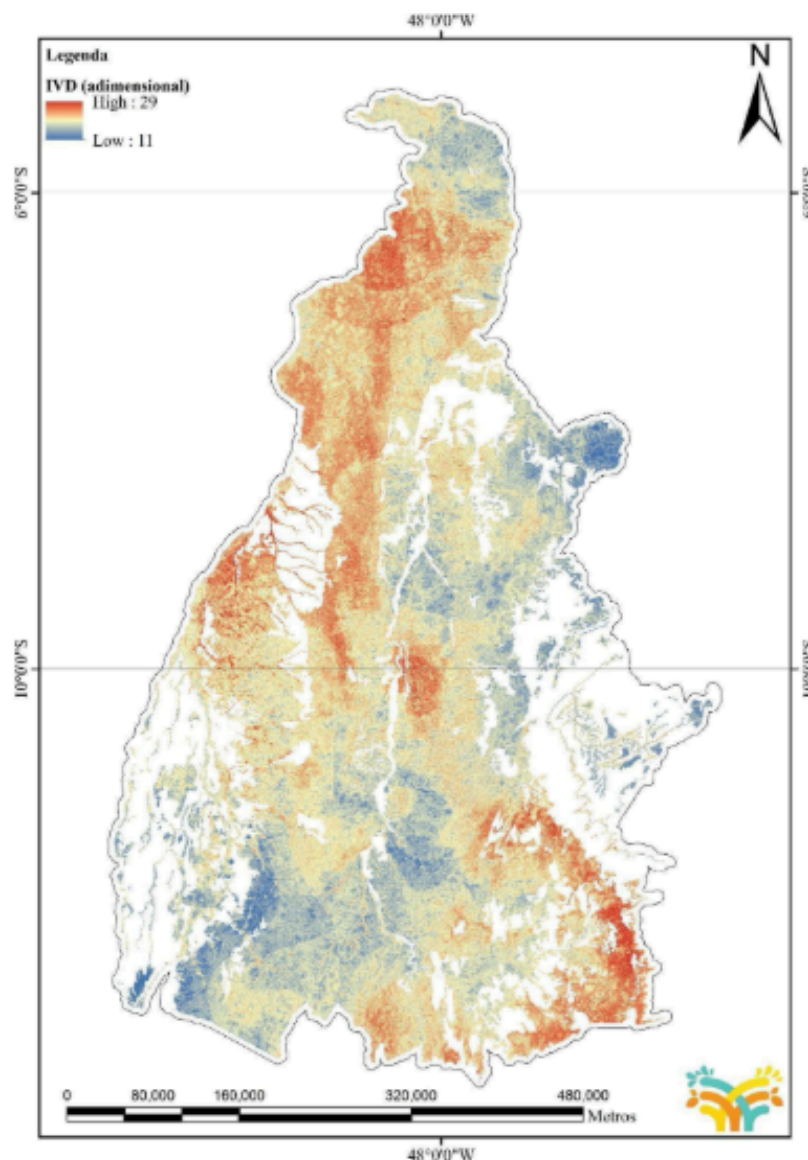 48°0'0"W
Legenda
IVD (adimensional)
High : 29
Low : 11
N
6°0'0"S
6°0'0"S
10°0'0"S
10°0'0"S
0 80,000 160,000 320,000 480,000
Metros
48°0'0"W